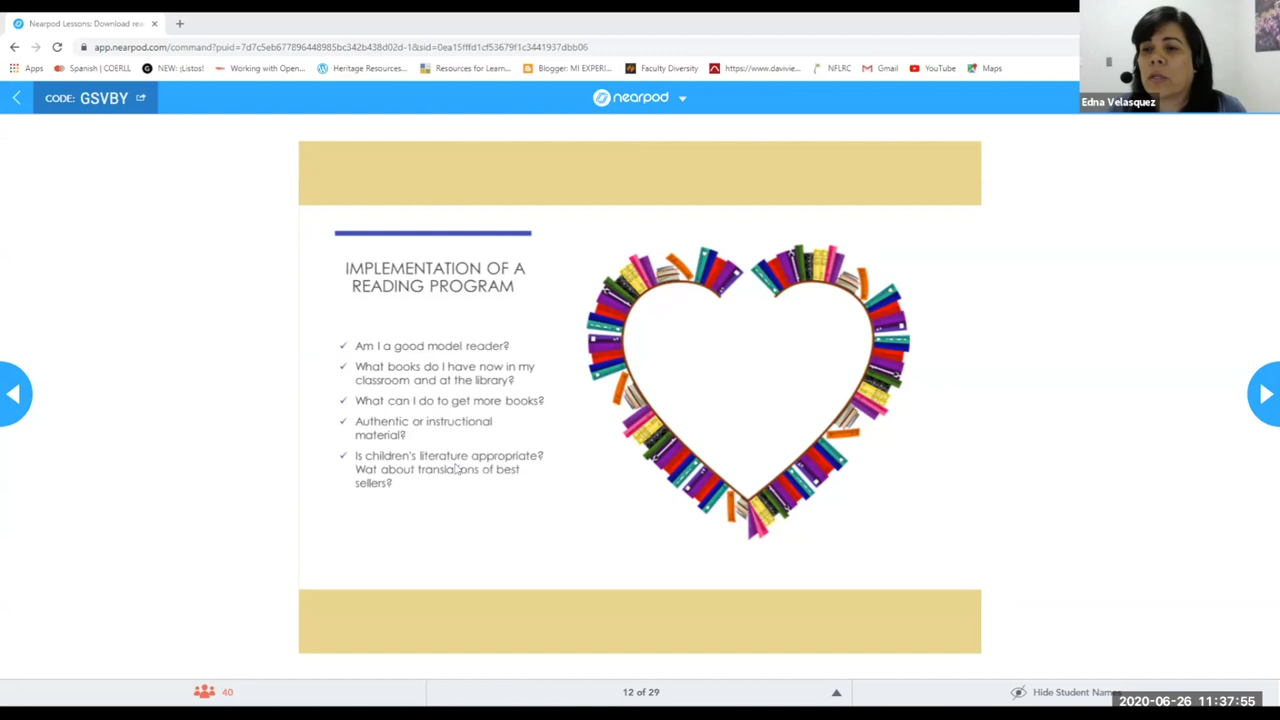 Nearpod Lessons: Download rea
app.nearpod.com/command?puid=7d7c5eb677896448985bc342b438d02d-1&sid=0ea15fffd1cf53679f1c3441937dbb06
Apps Spanish | COERLL NEW: ¡Listos! Working with Open... Heritage Resources... Resources for Learn... Blogger: MI EXPERI... Faculty Diversity https://www.davivie... NFLRC Gmail YouTube Maps
Edna Velasquez
CODE: GSVBY
nearpod
IMPLEMENTATION OF A
READING PROGRAM
Am I a good model reader?
What books do I have now in my
classroom and at the library?
What can I do to get more books?
Authentic or instructional
material?
Is children's literature appropriate?
Wat about translations of best
sellers?
40
12 of 29
Hide Student Names
2020-06-26 11:37:55